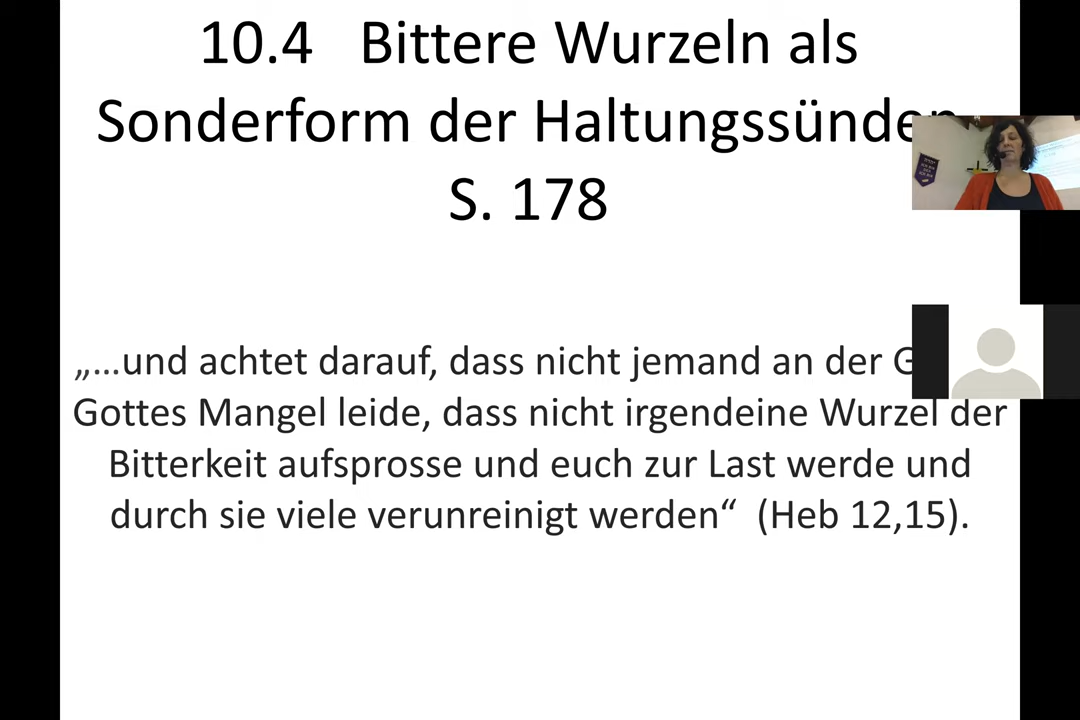 10.4 Bittere Wurzeln als
Sonderform der Haltungssünden
S. 178
„...und achtet darauf, dass nicht jemand an der
Gottes Mangel leide, dass nicht irgendeine Wurzel der
Bitterkeit aufsprosse und euch zur Last werde und
durch sie viele verunreinigt werden“ (Heb 12,15).